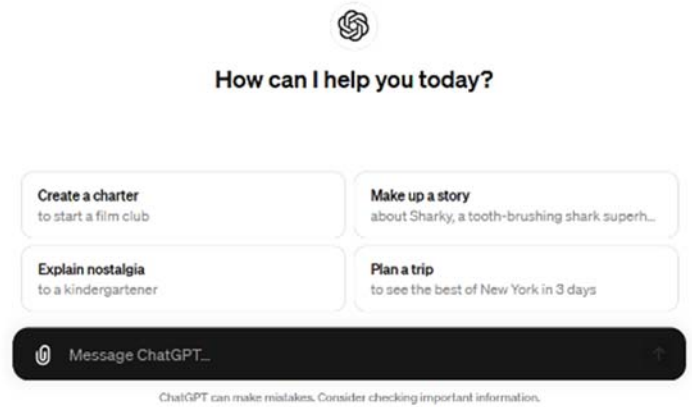 How can I help you today?
Create a charter
to start a film club
Make up a story
about Sharky, a tooth-brushing shark superh...
Explain nostalgia
to a kindergartener
Plan a trip
to see the best of New York in 3 days
Message ChatGPT...
ChatGPT can make mistakes. Consider checking important information.